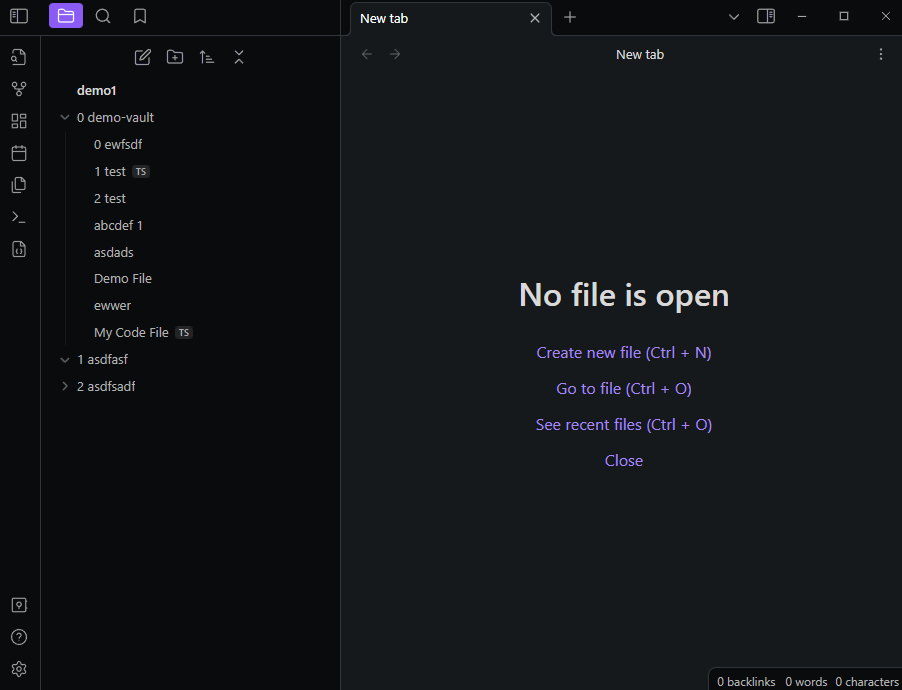 New tab
New tab
demo1
0 demo-vault
0 ewfsdf
1 test TS
2 test
abcdef 1
asdads
Demo File
ewwer
My Code File TS
1 asdfasf
2 asdfsadf
No file is open
Create new file (Ctrl + N)
Go to file (Ctrl + O)
See recent files (Ctrl + O)
Close
0 backlinks 0 words 0 characters